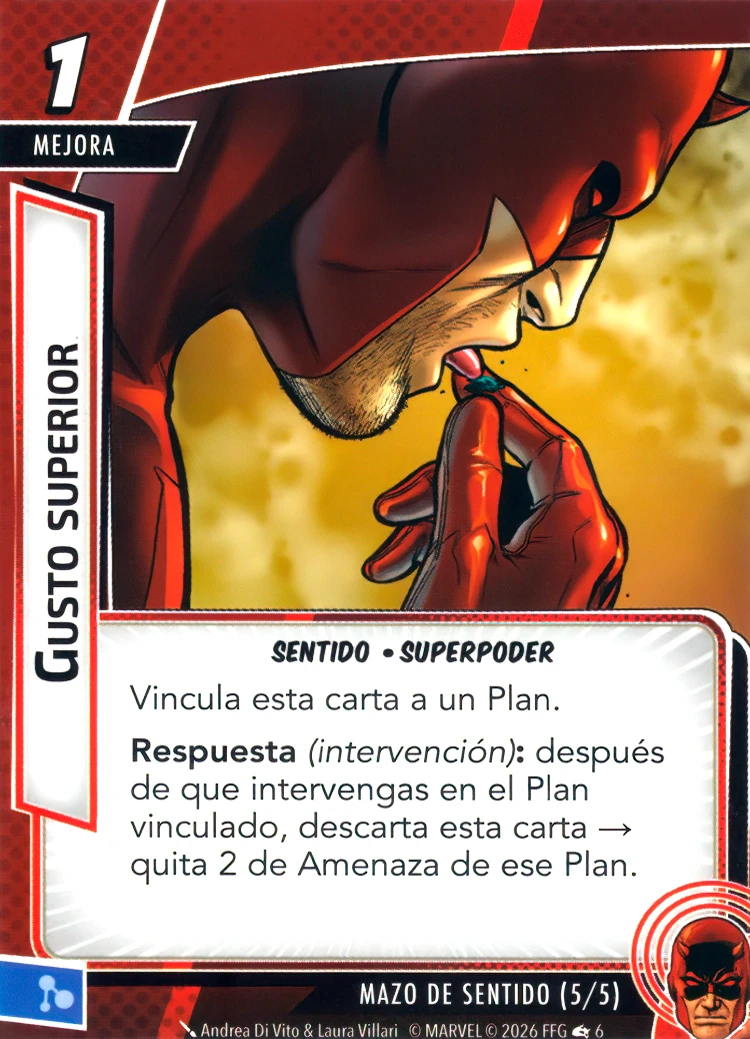 1
MEJORA
GUSTO SUPERIOR
SENTIDO • SUPERPODER
Vincula esta carta a un Plan.
Respuesta (intervención): después
de que intervengas en el Plan
vinculado, descarta esta carta →
quita 2 de Amenaza de ese Plan.
MAZO DE SENTIDO (5/5)
Andrea Di Vito & Laura Villari © MARVEL © 2026 FFG 6